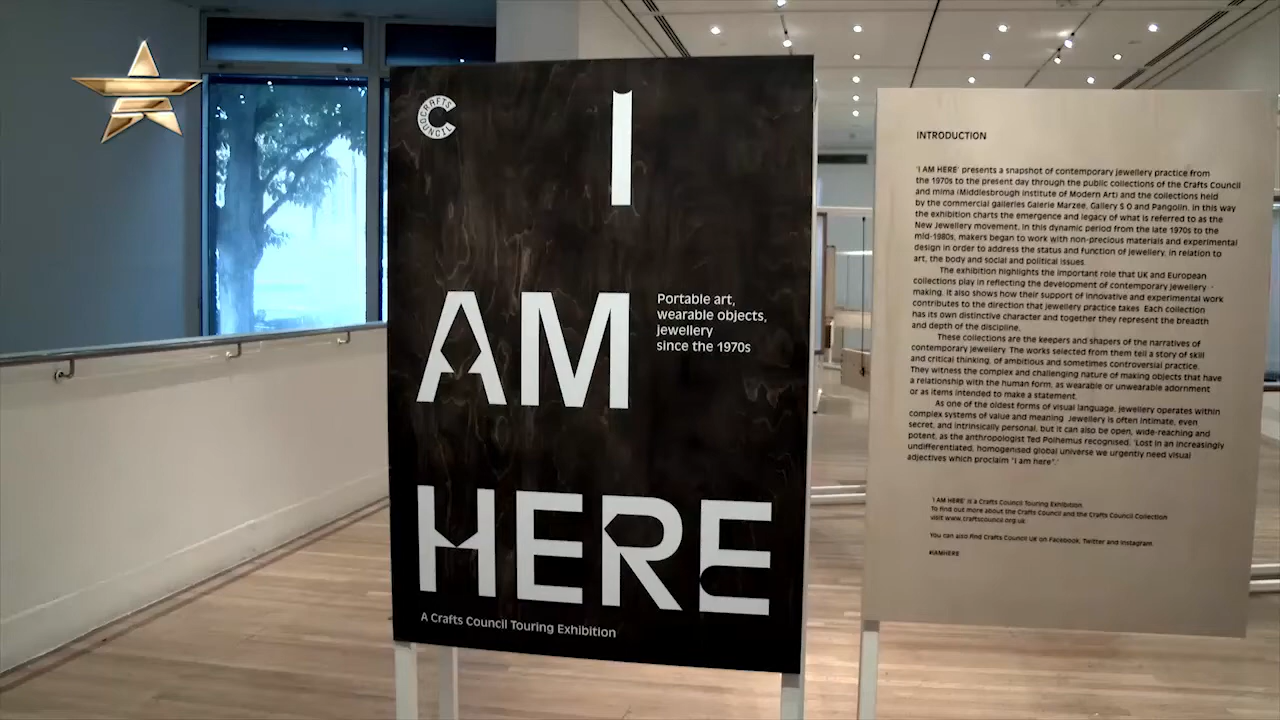 CRAFTS COUNCIL
I
AM
HERE
Portable art,
wearable objects,
jewellery
since the 1970s
A Crafts Council Touring Exhibition
INTRODUCTION
'I AM HERE' presents a snapshot of contemporary jewellery practice from
the 1970s to the present day through the public collections of the Crafts Council
and mima (Middlesbrough Institute of Modern Art) and the collections held
by the commercial galleries Galerie Marzee, Gallery S O and Pangolin. In this way
the exhibition charts the emergence and legacy of what is referred to as the
New Jewellery movement. In this dynamic period from the late 1970s to the
mid-1980s, makers began to work with non-precious materials and experimental
design in order to address the status and function of jewellery, in relation to
art, the body and social and political issues.
The exhibition highlights the important role that UK and European
collections play in reflecting the development of contemporary jewellery
making. It also shows how their support of innovative and experimental work
contributes to the direction that jewellery practice takes. Each collection
has its own distinctive character and together they represent the breadth
and depth of the discipline.
These collections are the keepers and shapers of the narratives of
contemporary jewellery. The works selected from them tell a story of skill
and critical thinking, of ambitious and sometimes controversial practice.
They witness the complex and challenging nature of making objects that have
a relationship with the human form, as wearable or unwearable adornment
or as items intended to make a statement.
As one of the oldest forms of visual language, jewellery operates within
complex systems of value and meaning. Jewellery is often intimate, even
secret, and intrinsically personal, but it can also be open, wide-reaching and
potent, as the anthropologist Ted Polhemus recognised, 'Lost in an increasingly
undifferentiated, homogenised global universe we urgently need visual
adjectives which proclaim "I am here".'
'I AM HERE' is a Crafts Council Touring Exhibition.
To find out more about the Crafts Council and the Crafts Council Collection
visit www.craftscouncil.org.uk
You can also find Crafts Council UK on Facebook, Twitter and Instagram
#IAMHERE